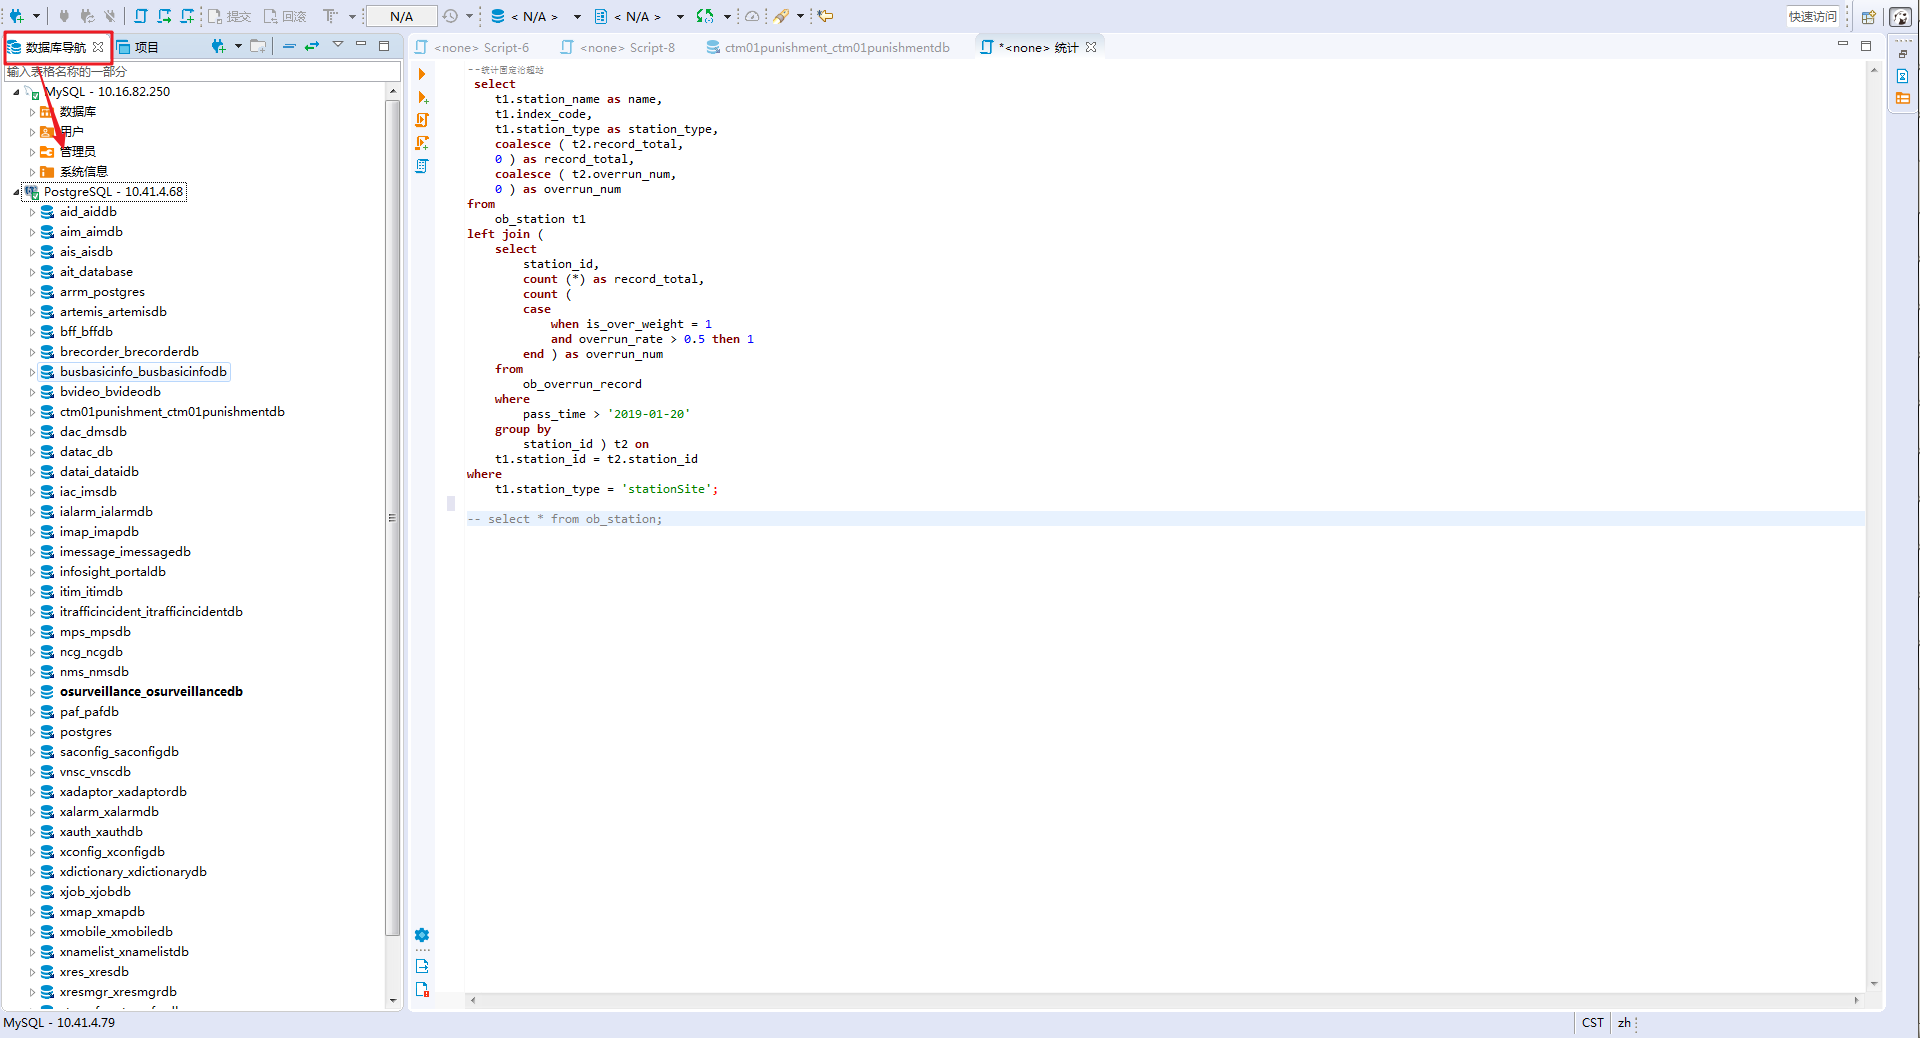 提交
回滚
N/A
< N/A >
< N/A >
快速访问
数据库导航
项目
<none> Script-6
<none> Script-8
ctm01punishment_ctm01punishmentdb
*<none> 统计
输入表格名称的一部分
MySQL - 10.16.82.250
数据库
用户
管理员
系统信息
PostgreSQL - 10.41.4.68
aid_aiddb
aim_aimdb
ais_aisdb
ait_database
arrm_postgres
artemis_artemisdb
bff_bffdb
brecorder_brecorderdb
busbasicinfo_busbasicinfodb
bvideo_bvideodb
ctm01punishment_ctm01punishmentdb
dac_dmsdb
datac_db
datai_dataidb
iac_imsdb
ialarm_ialarmdb
imap_imapdb
imessage_imessagedb
infosight_portaldb
itim_itimdb
itrafficincident_itrafficincidentdb
mps_mpsdb
ncg_ncgdb
nms_nmsdb
osurveillance_osurveillancedb
paf_pafdb
postgres
saconfig_saconfigdb
vnsc_vnscdb
xadaptor_xadaptordb
xalarm_xalarmdb
xauth_xauthdb
xconfig_xconfigdb
xdictionary_xdictionarydb
xjob_xjobdb
xmap_xmapdb
xmobile_xmobiledb
xnamelist_xnamelistdb
xres_xresdb
xresmgr_xresmgrdb
--统计固定治超站
select
t1.station_name as name,
t1.index_code,
t1.station_type as station_type,
coalesce ( t2.record_total,
0 ) as record_total,
coalesce ( t2.overrun_num,
0 ) as overrun_num
from
ob_station t1
left join (
select
station_id,
count (*) as record_total,
count (
case
when is_over_weight = 1
and overrun_rate > 0.5 then 1
end ) as overrun_num
from
ob_overrun_record
where
pass_time > '2019-01-20'
group by
station_id ) t2 on
t1.station_id = t2.station_id
where
t1.station_type = 'stationSite';
-- select * from ob_station;
MySQL - 10.41.4.79
CST
zh